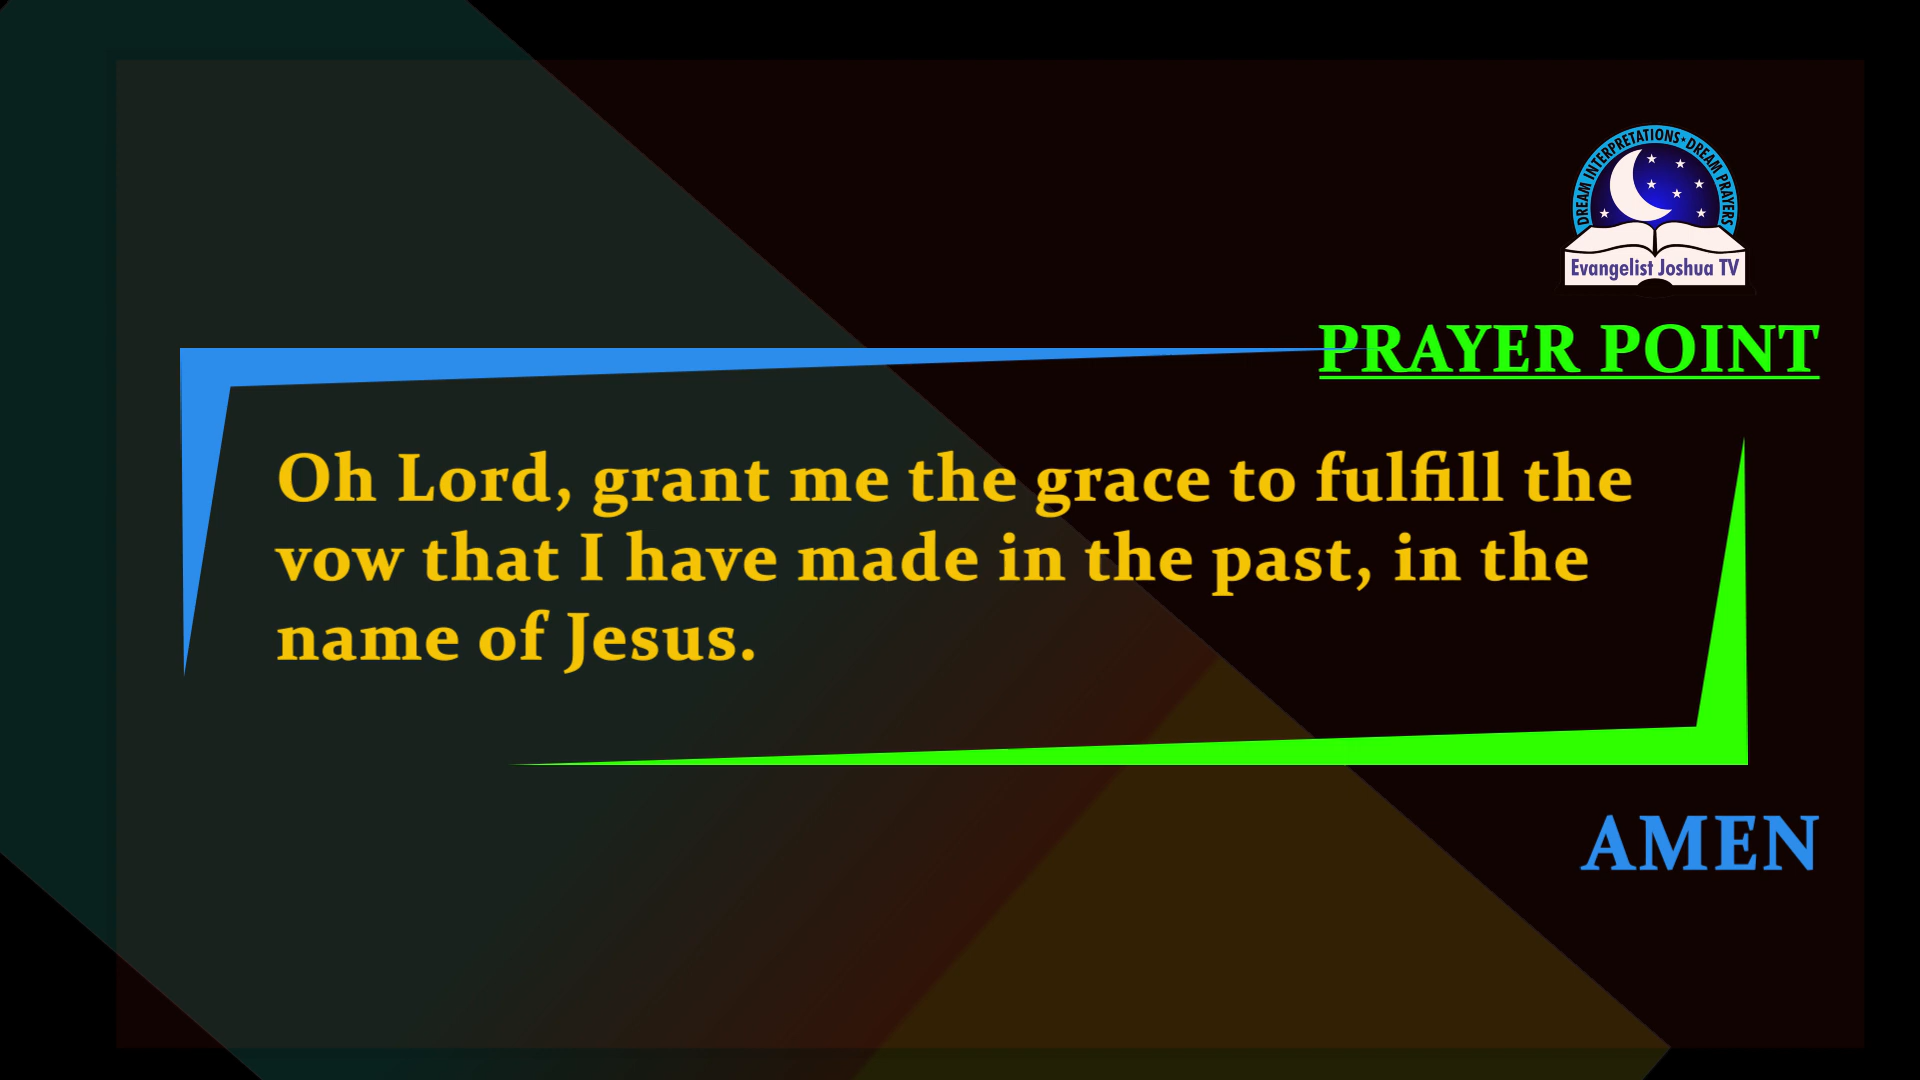 DREAM INTERPRETATIONS • DREAM PRAYERS
Evangelist Joshua TV
PRAYER POINT
Oh Lord, grant me the grace to fulfill the
vow that I have made in the past, in the
name of Jesus.
AMEN